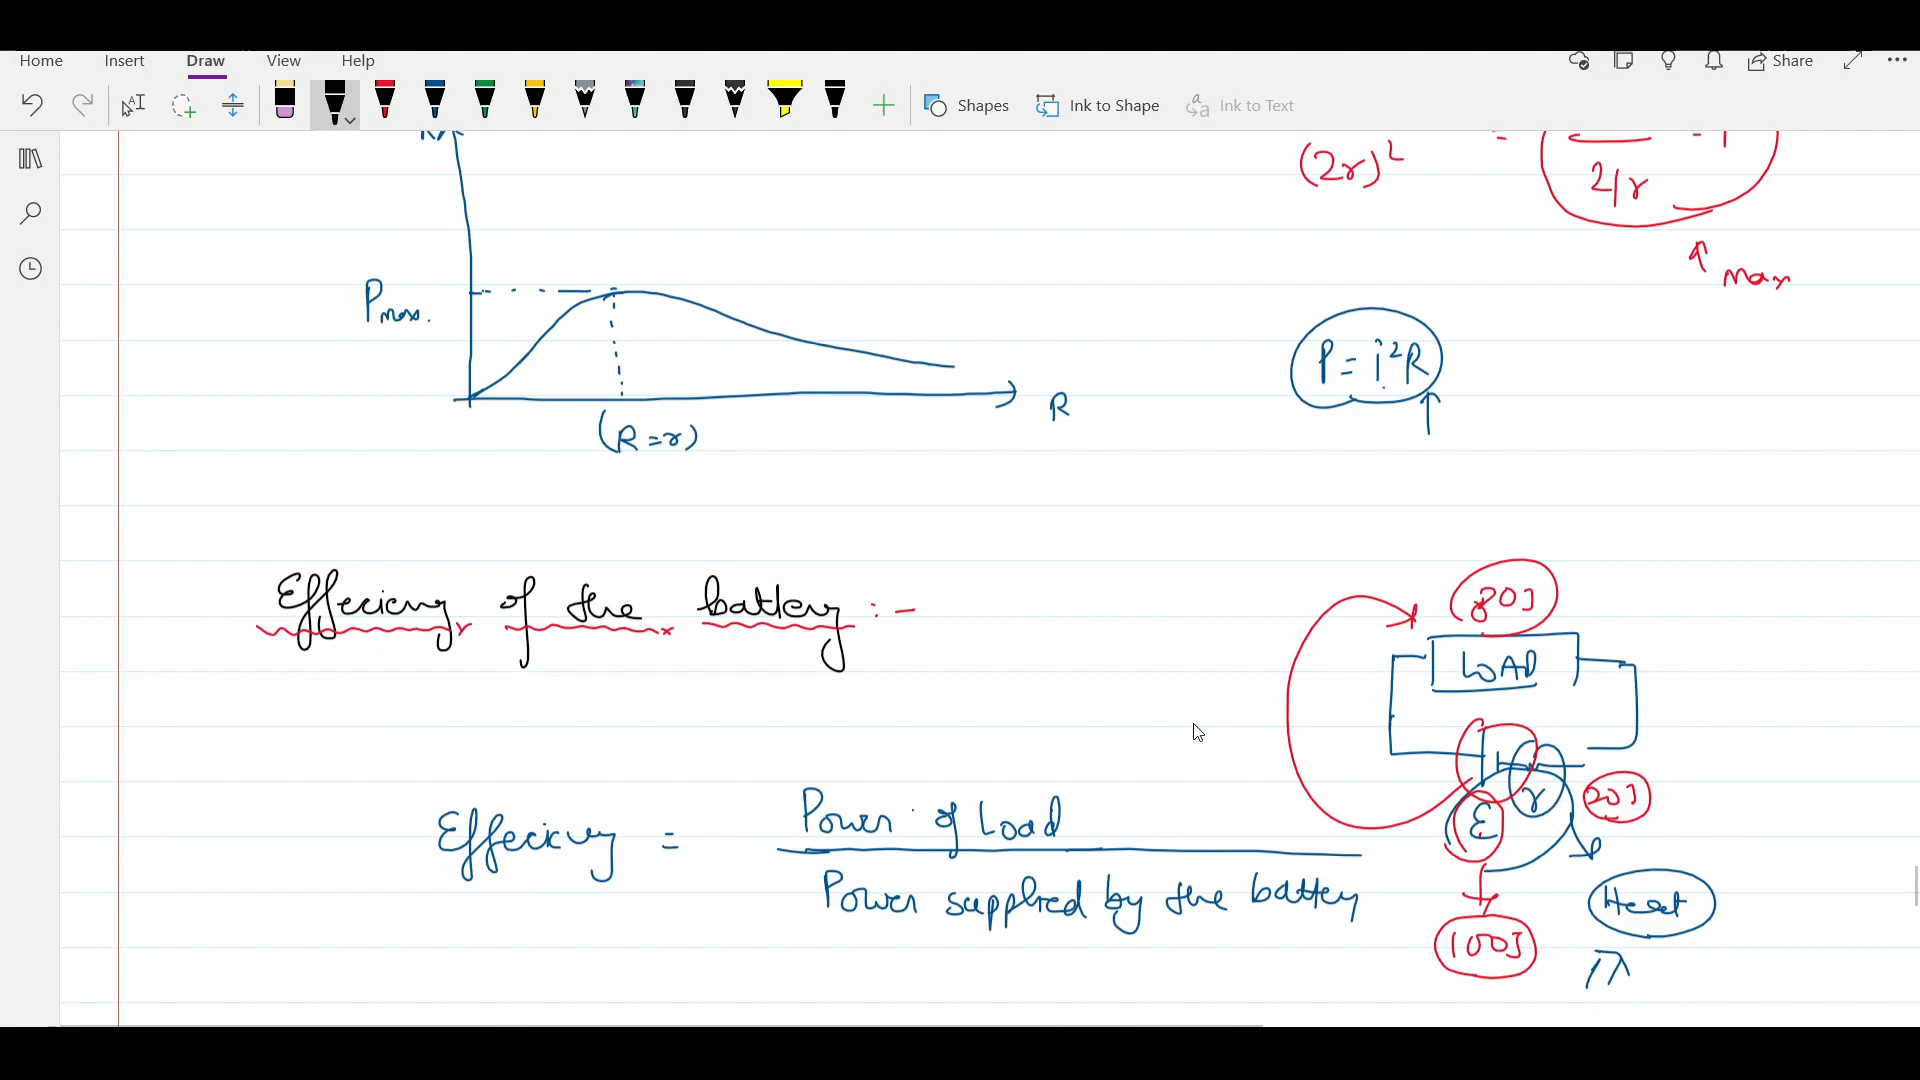 Home Insert Draw View Help
Share
Shapes Ink to Shape Ink to Text
(2r)²
=
2/r
Max
Pmax.
P = i²R
R
(R = r)
Effeciency of the battery : -
80J
LOAD
r
20J
ε
Effeciency = Power of Load
Power supplied by the battery
Heat
100J